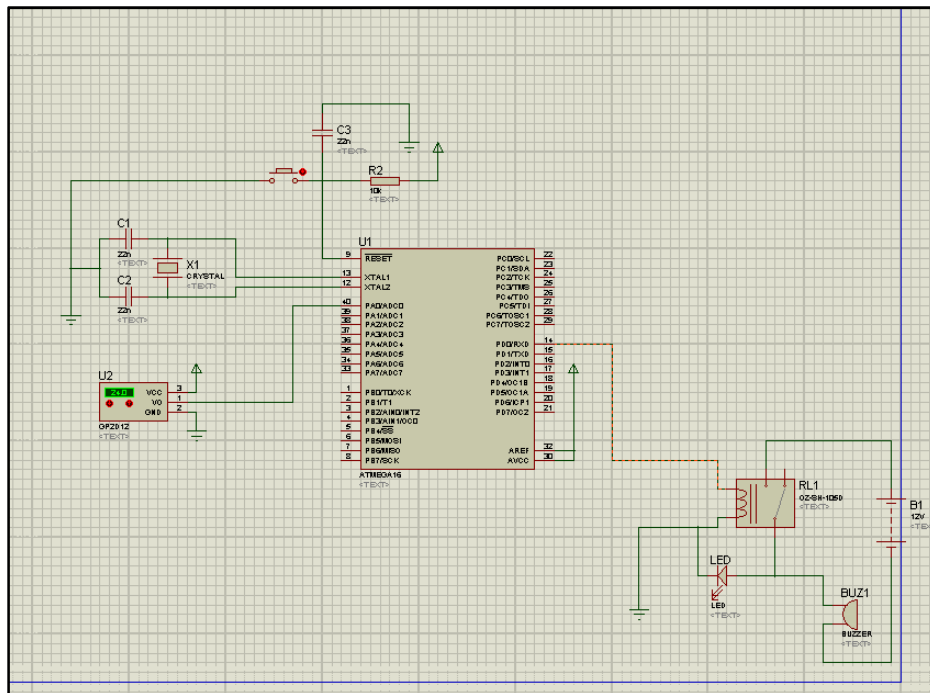 C3
22n
<TEXT>
R2
10k
<TEXT>
C1
22n
<TEXT>
X1
CRYSTAL
<TEXT>
C2
22n
<TEXT>
U1
9 RESET
13 XTAL1
12 XTAL2
40 PA0/ADC0
39 PA1/ADC1
38 PA2/ADC2
37 PA3/ADC3
36 PA4/ADC4
35 PA5/ADC5
34 PA6/ADC6
33 PA7/ADC7
1 PB0/T0/XCK
2 PB1/T1
3 PB2/AIN0/INT2
4 PB3/AIN1/OC0
5 PB4/SS
6 PB5/MOSI
7 PB6/MISO
8 PB7/SCK
PC0/SCL 22
PC1/SDA 23
PC2/TCK 24
PC3/TMS 25
PC4/TDO 26
PC5/TDI 27
PC6/TOSC1 28
PC7/TOSC2 29
PD0/RXD 14
PD1/TXD 15
PD2/INT0 16
PD3/INT1 17
PD4/OC1B 18
PD5/OC1A 19
PD6/ICP1 20
PD7/OC2 21
AREF 32
AVCC 30
ATMEGA16
<TEXT>
U2
VCC 3
VO 1
GND 2
GP2D12
<TEXT>
RL1
OZ-SH-105D
<TEXT>
B1
12V
LED
LED
<TEXT>
BUZ1
BUZZER
<TEXT>